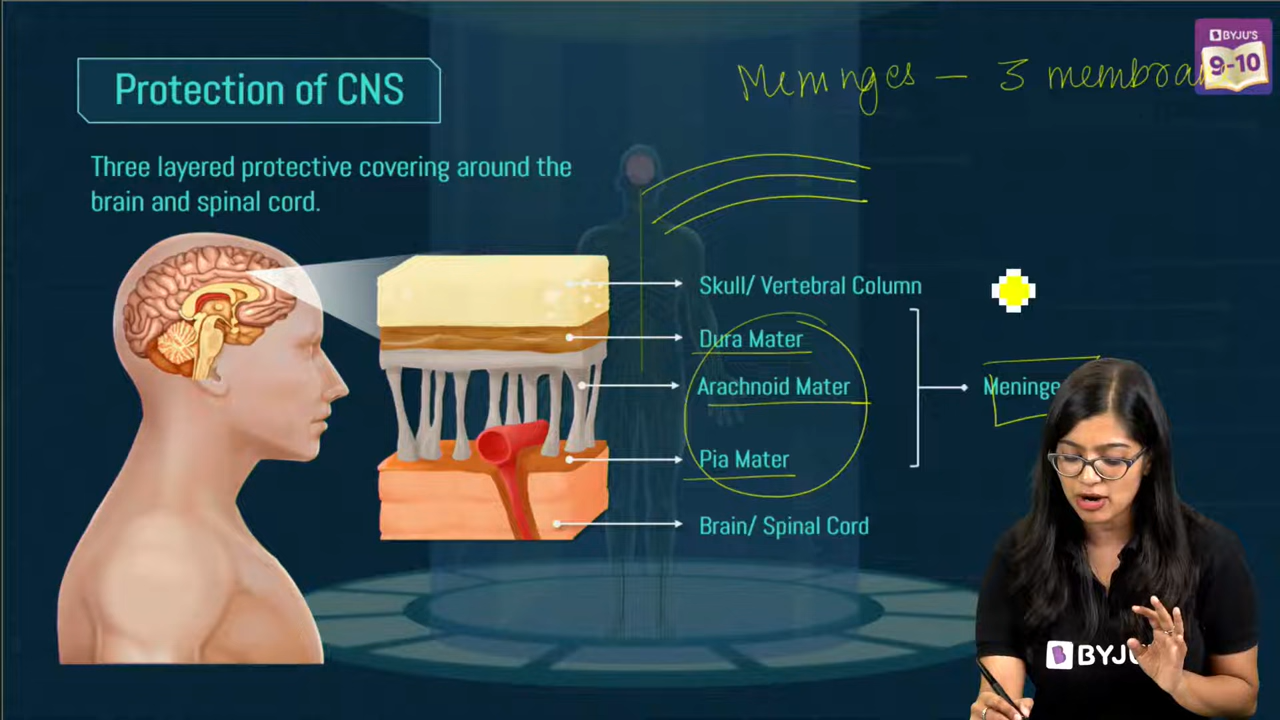 Protection of CNS
Meninges — 3 membran
BYJU'S
9-10
Three layered protective covering around the
brain and spinal cord.
Skull/ Vertebral Column
Dura Mater
Arachnoid Mater
Pia Mater
Meninge
Brain/ Spinal Cord
BYJU